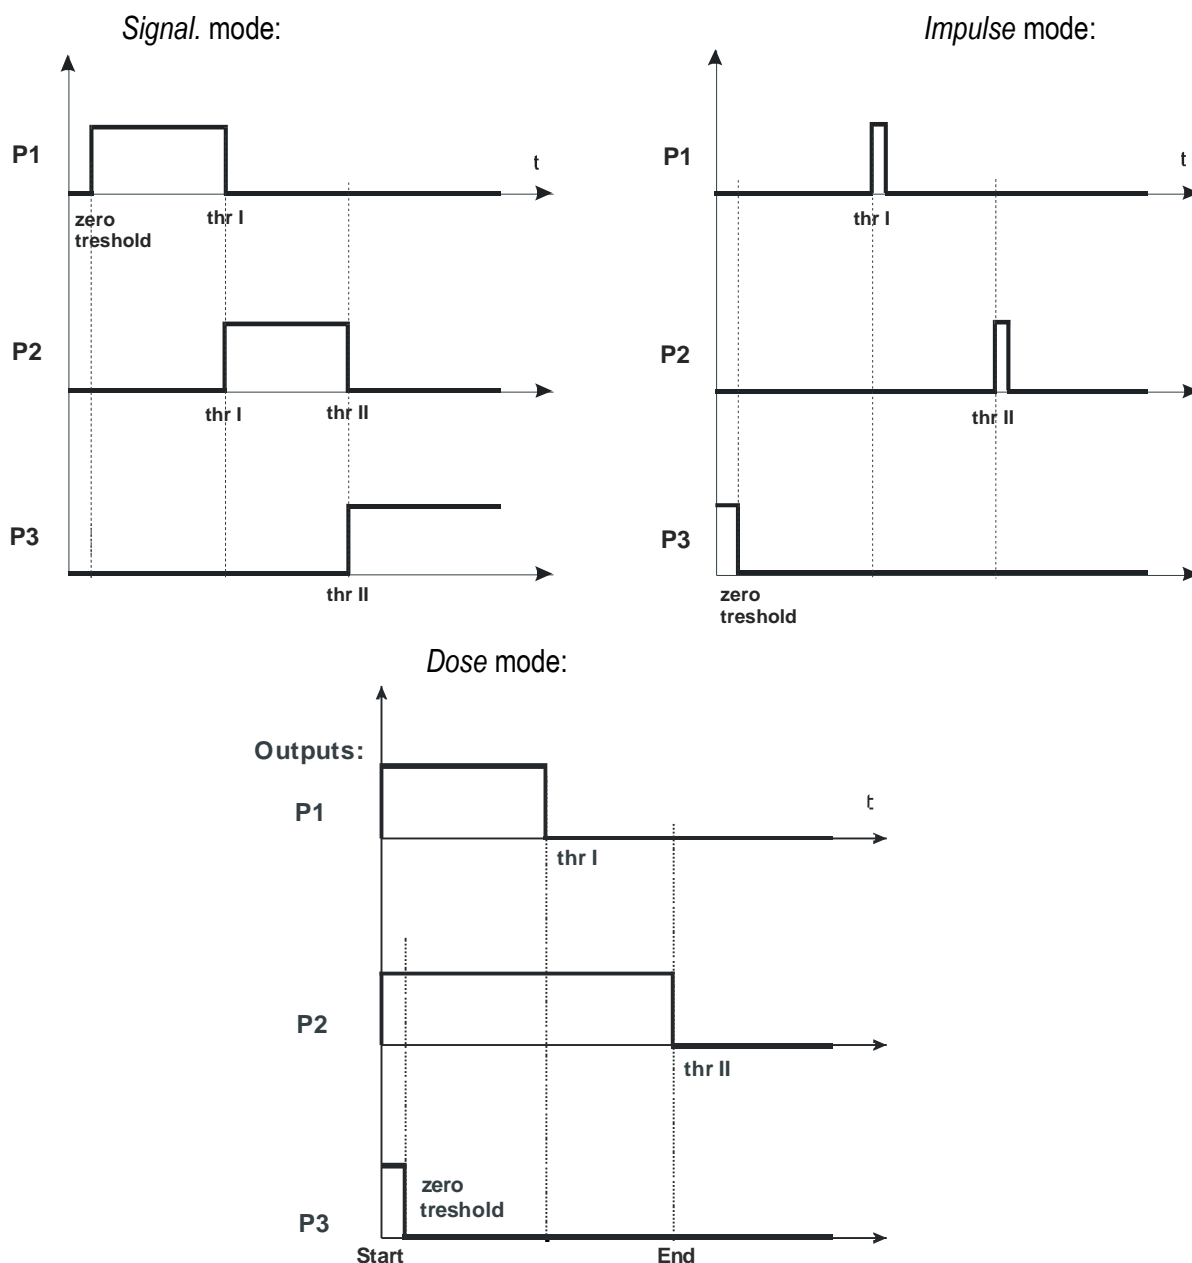 Signal. mode:
P1
t
zero
treshold
thr I
P2
thr I
thr II
P3
thr II
Impulse mode:
P1
t
thr I
P2
thr II
P3
zero
treshold
Dose mode:
Outputs:
P1
t
thr I
P2
thr II
zero
treshold
P3
Start
End